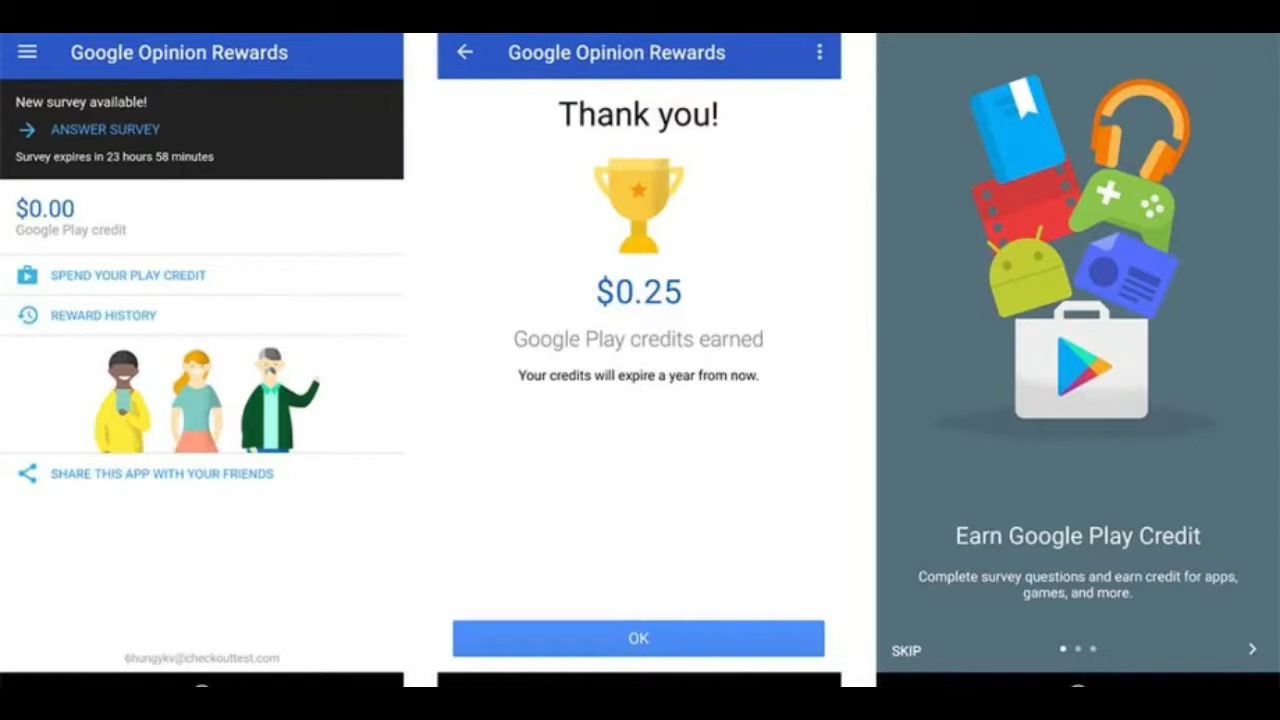 Google Opinion Rewards
New survey available!
ANSWER SURVEY
Survey expires in 23 hours 58 minutes
$0.00
Google Play credit
SPEND YOUR PLAY CREDIT
REWARD HISTORY
SHARE THIS APP WITH YOUR FRIENDS
6hungykv@checkouttest.com
Google Opinion Rewards
Thank you!
$0.25
Google Play credits earned
Your credits will expire a year from now.
OK
Earn Google Play Credit
Complete survey questions and earn credit for apps,
games, and more.
SKIP